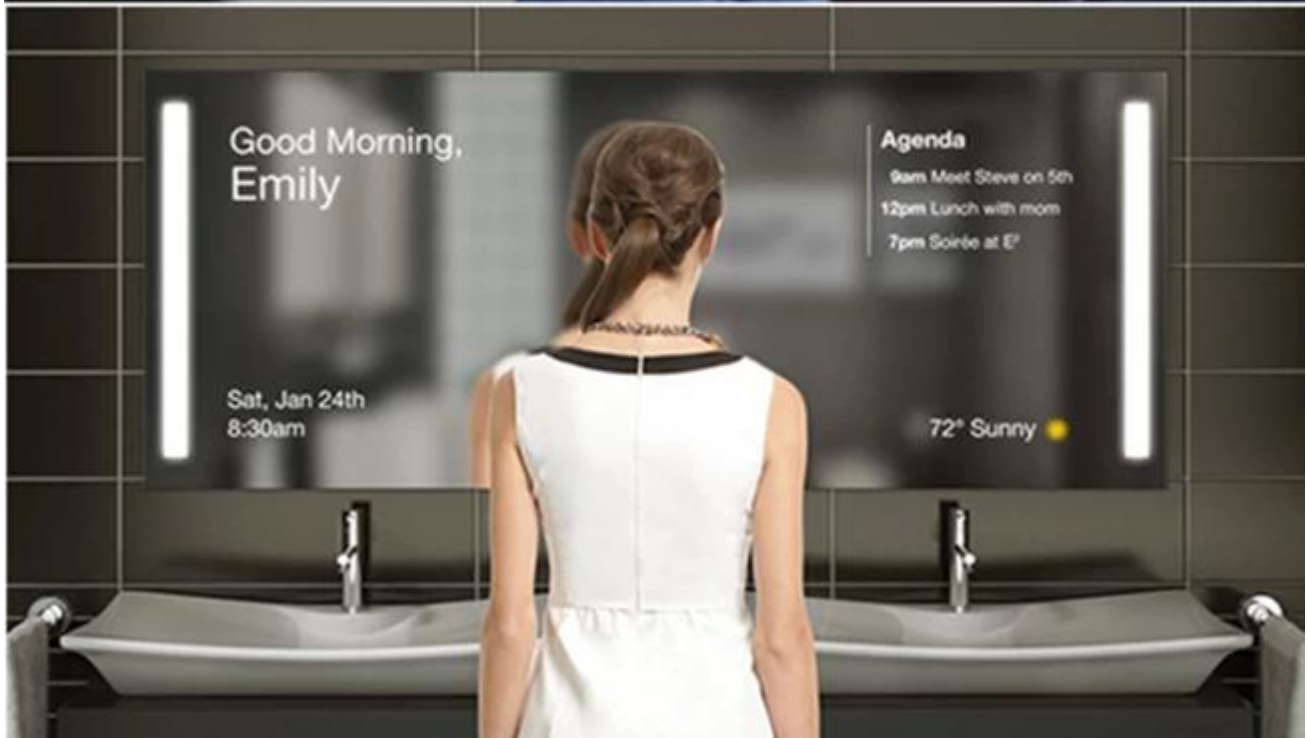 Good Morning,
Emily
Agenda
9am Meet Steve on 5th
12pm Lunch with mom
7pm Soirée at E²
Sat, Jan 24th
8:30am
72° Sunny